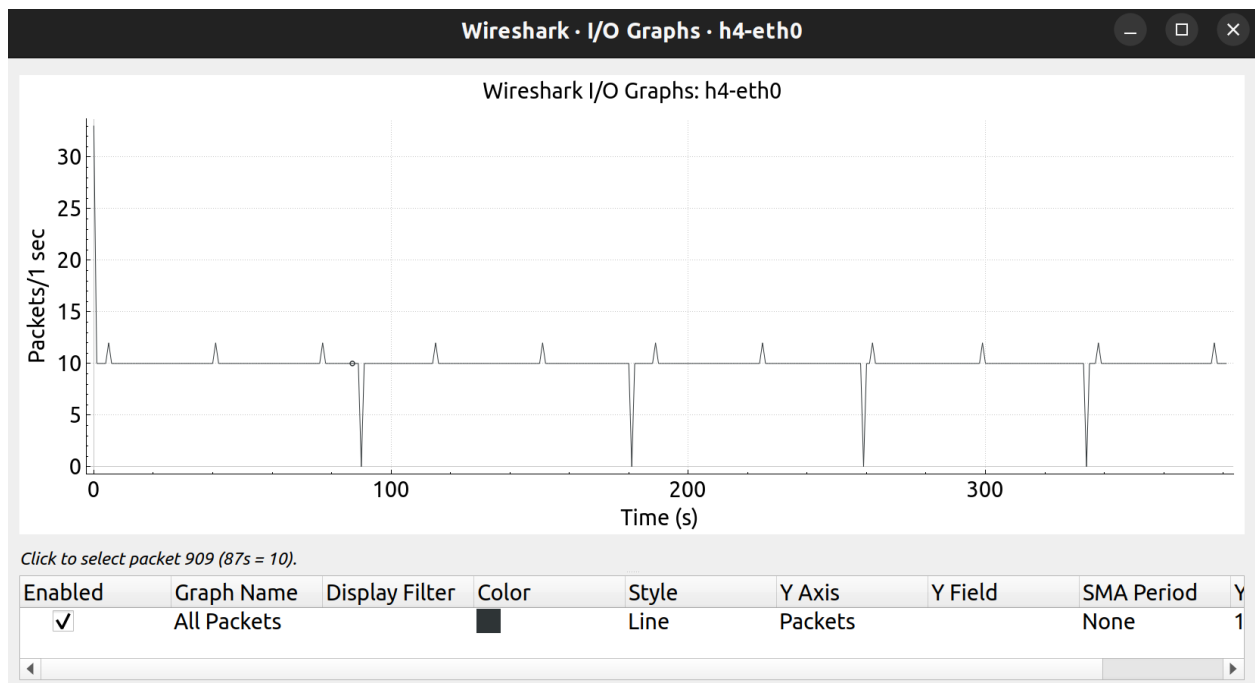 Wireshark · I/O Graphs · h4-eth0
Wireshark I/O Graphs: h4-eth0
30
25
20
15
10
5
0
Packets/1 sec
0 100 200 300
Time (s)
Click to select packet 909 (87s = 10).
Enabled Graph Name Display Filter Color Style Y Axis Y Field SMA Period Y
All Packets Line Packets None 1